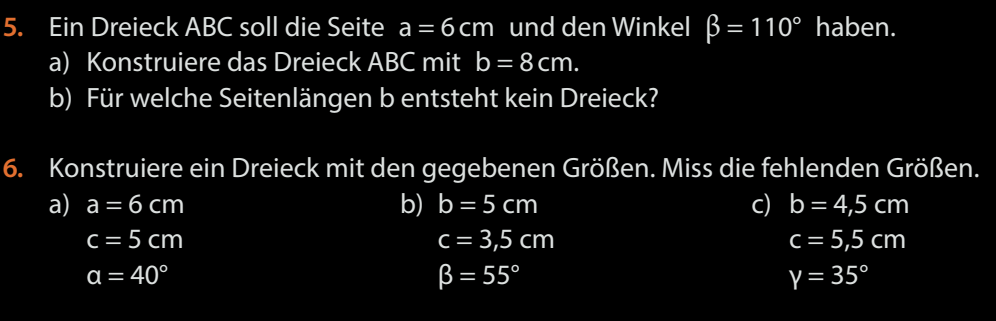 5. Ein Dreieck ABC soll die Seite a = 6 cm und den Winkel β = 110° haben.
a) Konstruiere das Dreieck ABC mit b = 8 cm.
b) Für welche Seitenlängen b entsteht kein Dreieck?
6. Konstruiere ein Dreieck mit den gegebenen Größen. Miss die fehlenden Größen.
a) a = 6 cm b) b = 5 cm c) b = 4,5 cm
c = 5 cm c = 3,5 cm c = 5,5 cm
α = 40° β = 55° γ = 35°